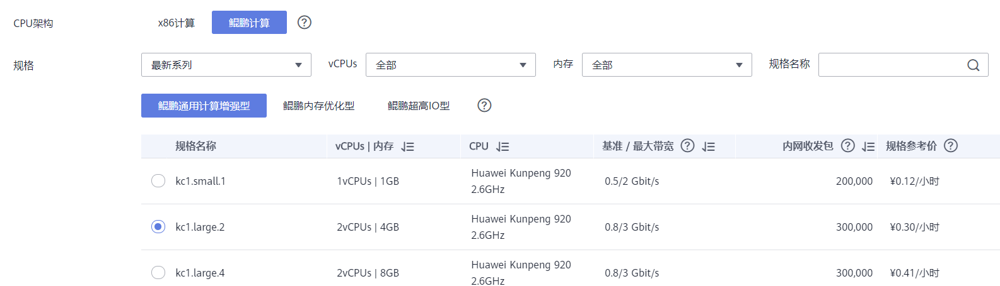 CPU架构 x86计算 鲲鹏计算 ?
规格 最新系列 vCPUs 全部 内存 全部 规格名称
鲲鹏通用计算增强型 鲲鹏内存优化型 鲲鹏超高IO型 ?
规格名称 vCPUs | 内存 CPU 基准 / 最大带宽 ? 内网收发包 ? 规格参考价 ?
kc1.small.1 1vCPUs | 1GB Huawei Kunpeng 920 0.5/2 Gbit/s 200,000 ¥0.12/小时
2.6GHz
kc1.large.2 2vCPUs | 4GB Huawei Kunpeng 920 0.8/3 Gbit/s 300,000 ¥0.30/小时
2.6GHz
kc1.large.4 2vCPUs | 8GB Huawei Kunpeng 920 0.8/3 Gbit/s 300,000 ¥0.41/小时
2.6GHz